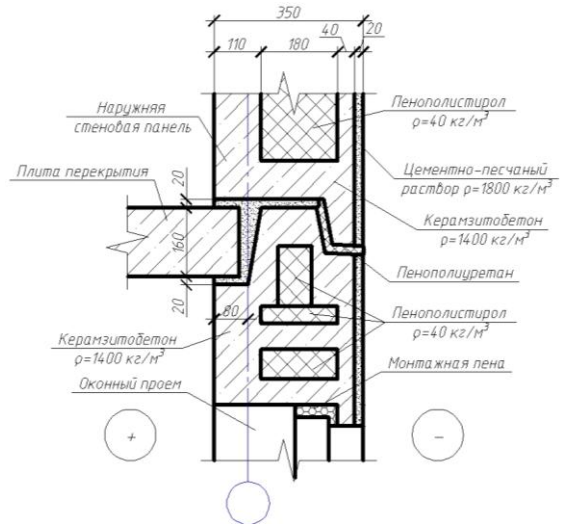 350
110
180
40
20
Наружняя
стеновая панель
Пенополистирол
ρ=40 кг/м³
Плита перекрытия
20
Цементно-песчаный
раствор ρ=1800 кг/м³
Керамзитобетон
ρ=1400 кг/м³
160
Пенополиуретан
20
80
Пенополистирол
ρ=40 кг/м³
Керамзитобетон
ρ=1400 кг/м³
Монтажная пена
Оконный проем
+
−